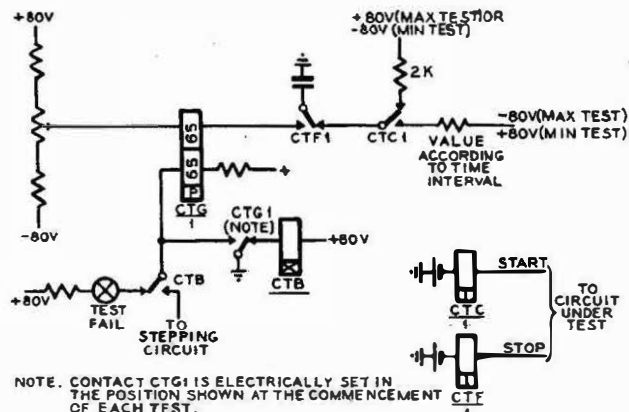 +80V
+80V(MAX TEST)OR
-80V(MIN TEST)
2K
CTF1
CTC1
-80V(MAX TEST)
+80V(MIN TEST)
VALUE
ACCORDING
TO TIME
INTERVAL
65
65
P
+
CTG
1
-80V
CTG1
(NOTE)
+80V
CTB
CTB
+80V
TEST
FAIL
TO
STEPPING
CIRCUIT
START
CTC
1
TO
CIRCUIT
UNDER
TEST
STOP
CTF
1
NOTE. CONTACT CTG1 IS ELECTRICALLY SET IN
THE POSITION SHOWN AT THE COMMENCEMENT
OF EACH TEST.